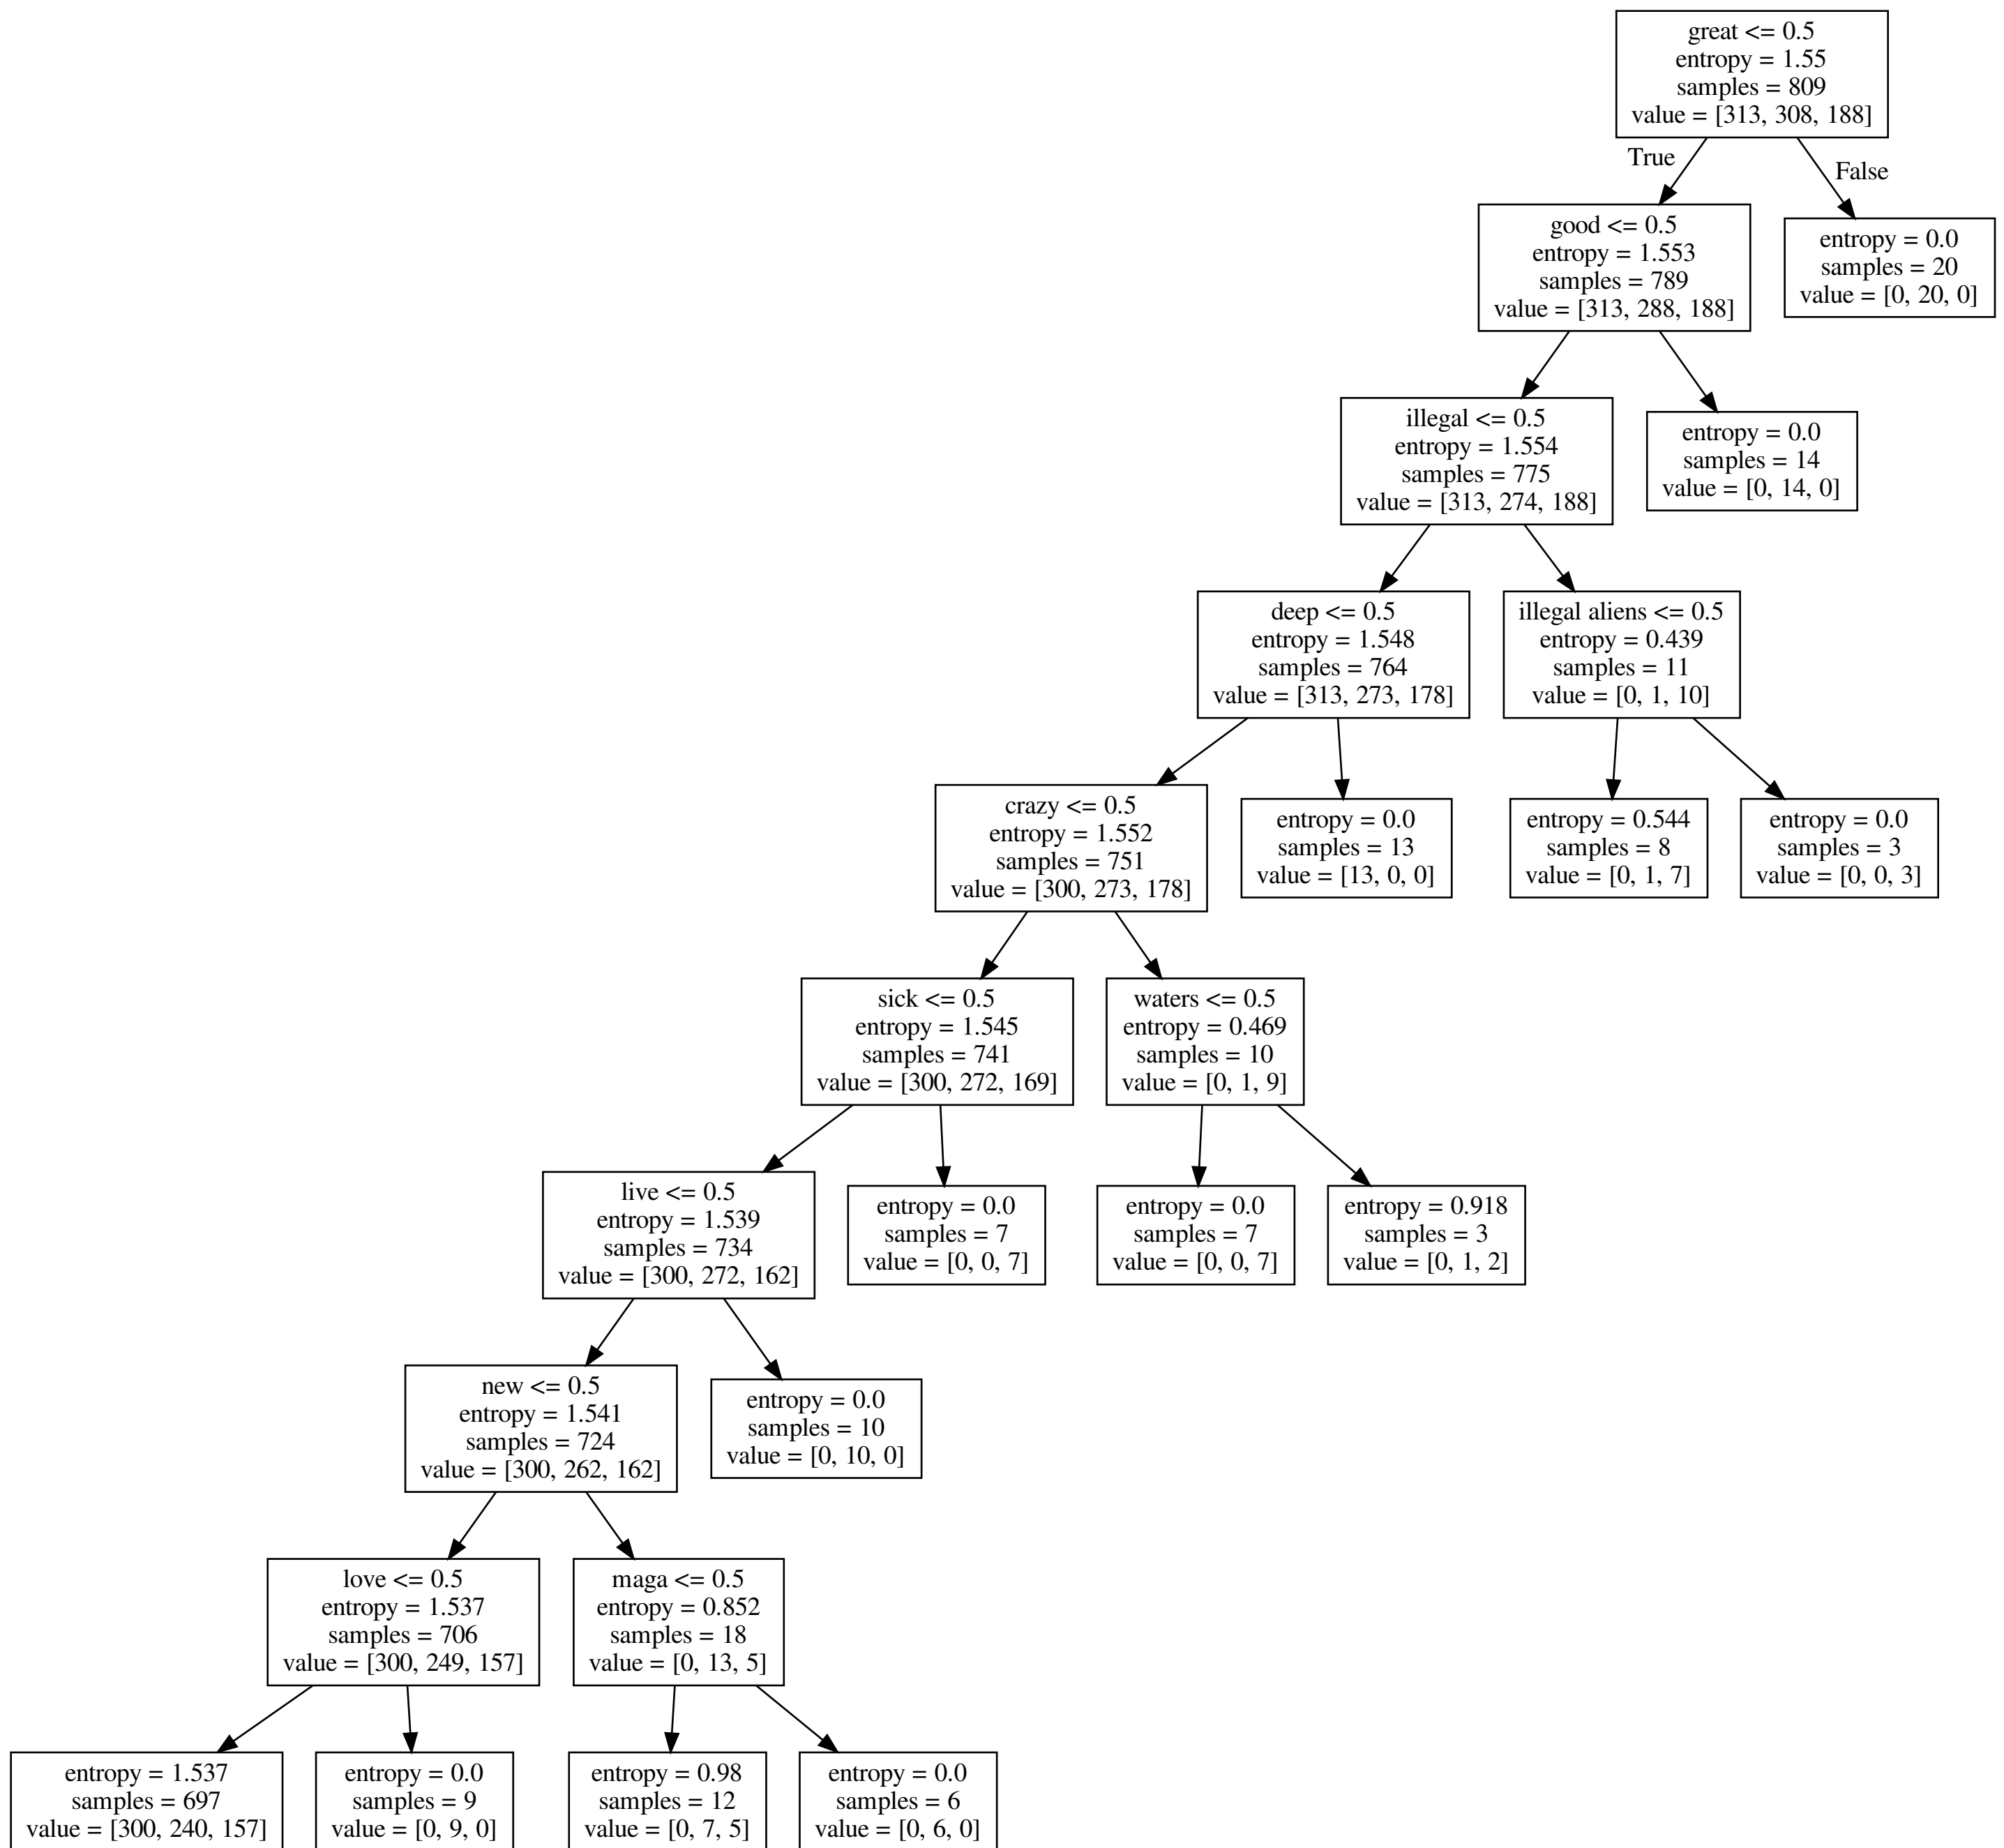 great <= 0.5
entropy = 1.55
samples = 809
value = [313, 308, 188]
True
False
good <= 0.5
entropy = 1.553
samples = 789
value = [313, 288, 188]
entropy = 0.0
samples = 20
value = [0, 20, 0]
illegal <= 0.5
entropy = 1.554
samples = 775
value = [313, 274, 188]
entropy = 0.0
samples = 14
value = [0, 14, 0]
deep <= 0.5
entropy = 1.548
samples = 764
value = [313, 273, 178]
illegal aliens <= 0.5
entropy = 0.439
samples = 11
value = [0, 1, 10]
crazy <= 0.5
entropy = 1.552
samples = 751
value = [300, 273, 178]
entropy = 0.0
samples = 13
value = [13, 0, 0]
entropy = 0.544
samples = 8
value = [0, 1, 7]
entropy = 0.0
samples = 3
value = [0, 0, 3]
sick <= 0.5
entropy = 1.545
samples = 741
value = [300, 272, 169]
waters <= 0.5
entropy = 0.469
samples = 10
value = [0, 1, 9]
live <= 0.5
entropy = 1.539
samples = 734
value = [300, 272, 162]
entropy = 0.0
samples = 7
value = [0, 0, 7]
entropy = 0.0
samples = 7
value = [0, 0, 7]
entropy = 0.918
samples = 3
value = [0, 1, 2]
new <= 0.5
entropy = 1.541
samples = 724
value = [300, 262, 162]
entropy = 0.0
samples = 10
value = [0, 10, 0]
love <= 0.5
entropy = 1.537
samples = 706
value = [300, 249, 157]
maga <= 0.5
entropy = 0.852
samples = 18
value = [0, 13, 5]
entropy = 1.537
samples = 697
value = [300, 240, 157]
entropy = 0.0
samples = 9
value = [0, 9, 0]
entropy = 0.98
samples = 12
value = [0, 7, 5]
entropy = 0.0
samples = 6
value = [0, 6, 0]